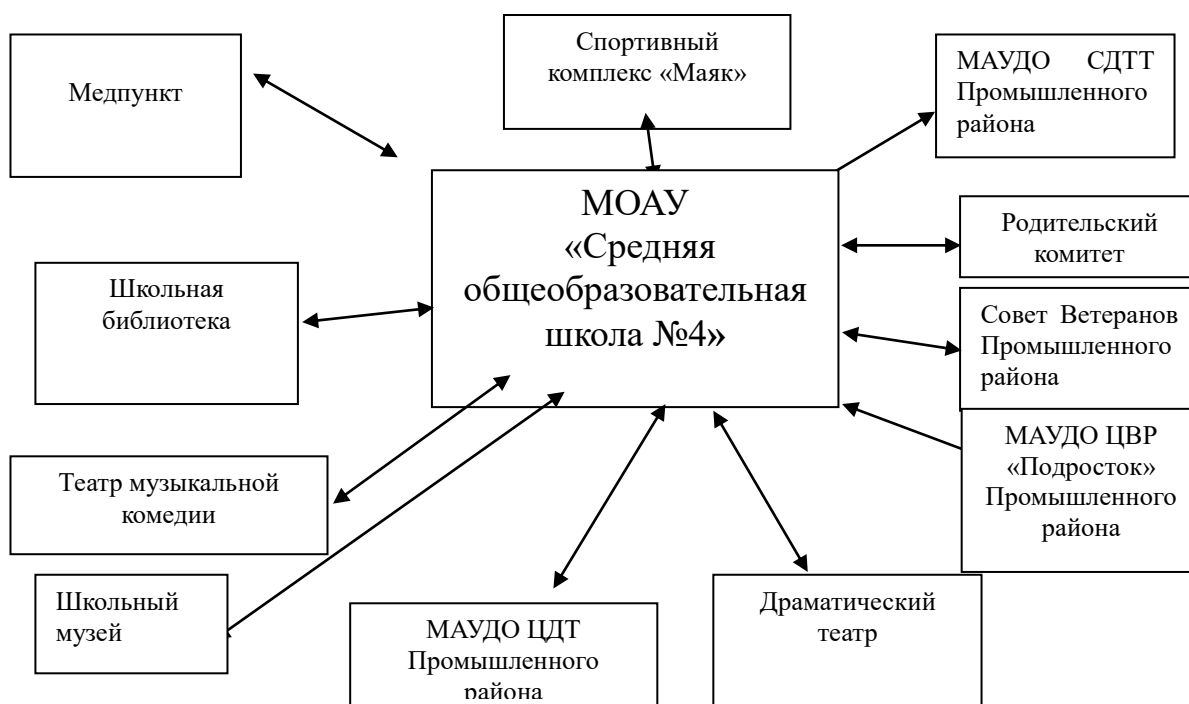 Медпункт
Спортивный
комплекс «Маяк»
МАУДО СДТТ
Промышленного
района
МОАУ
«Средняя
общеобразовательная
школа №4»
Родительский
комитет
Школьная
библиотека
Совет Ветеранов
Промышленного
района
МАУДО ЦВР
«Подросток»
Промышленного
района
Театр музыкальной
комедии
Школьный
музей
МАУДО ЦДТ
Промышленного
района
Драматический
театр